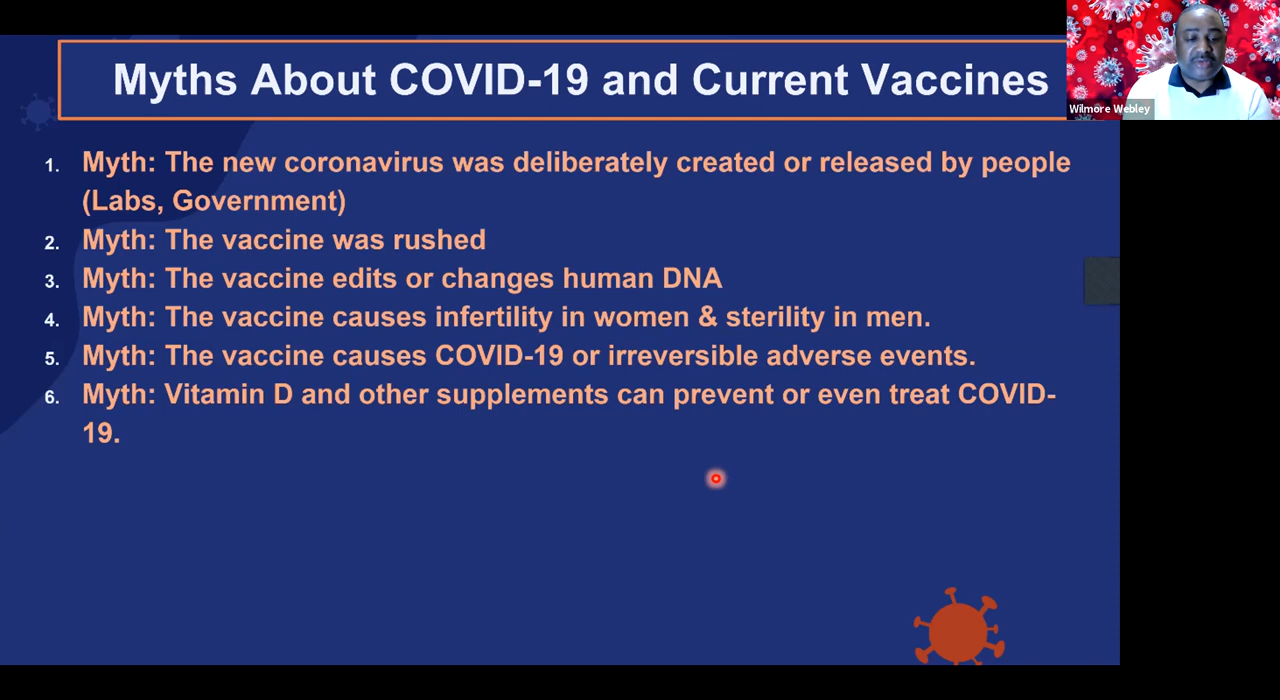 Myths About COVID-19 and Current Vaccines
Wilmore Webley
1. Myth: The new coronavirus was deliberately created or released by people
(Labs, Government)
2. Myth: The vaccine was rushed
3. Myth: The vaccine edits or changes human DNA
4. Myth: The vaccine causes infertility in women & sterility in men.
5. Myth: The vaccine causes COVID-19 or irreversible adverse events.
6. Myth: Vitamin D and other supplements can prevent or even treat COVID-
19.